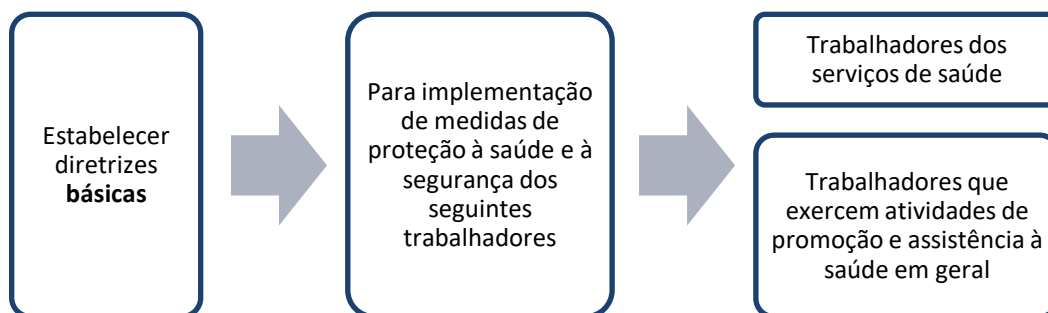 Estabelecer
diretrizes
básicas
Para implementação
de medidas de
proteção à saúde e à
segurança dos
seguintes
trabalhadores
Trabalhadores dos
serviços de saúde
Trabalhadores que
exercem atividades de
promoção e assistência à
saúde em geral